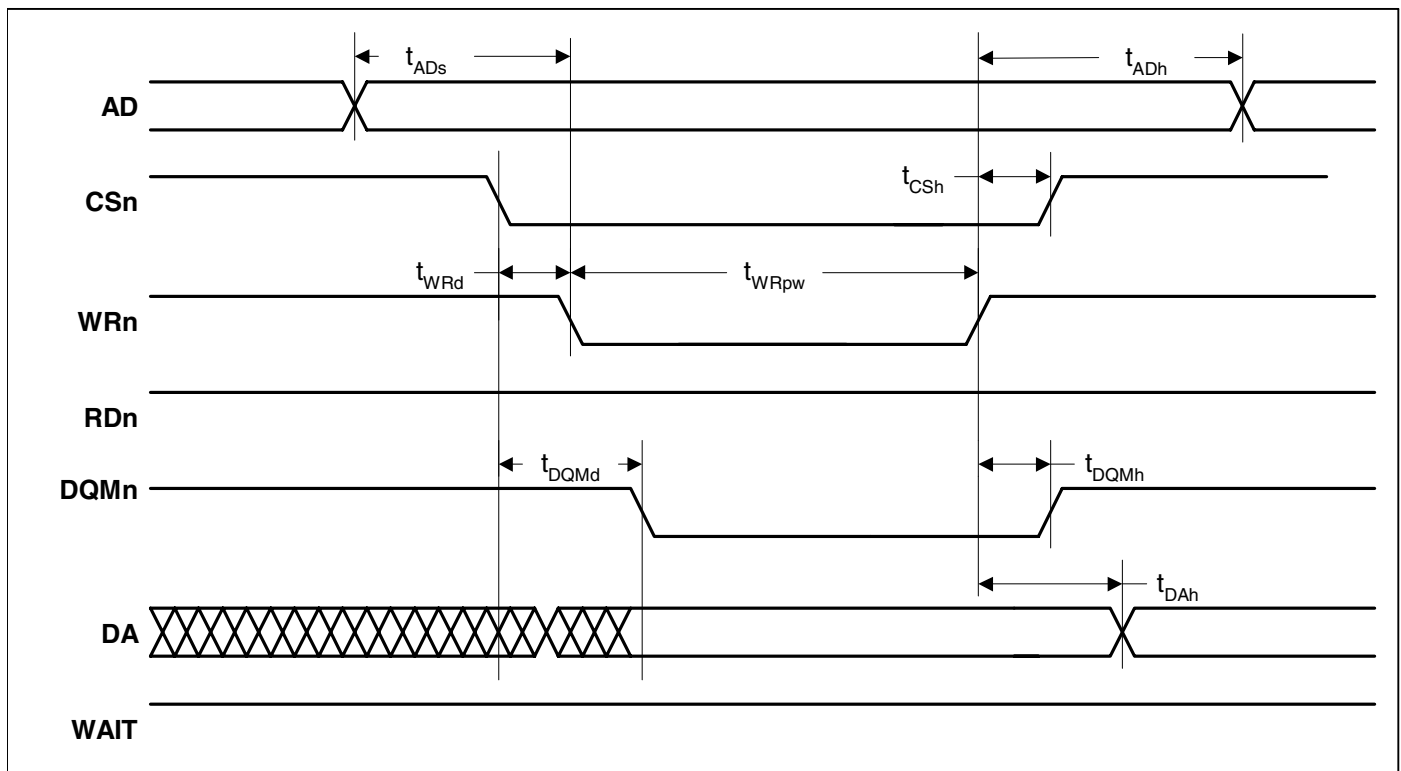 tADs
tADh
AD
tCSh
CSn
tWRd
tWRpw
WRn
RDn
tDQMd
tDQMh
DQMn
tDAh
DA
WAIT